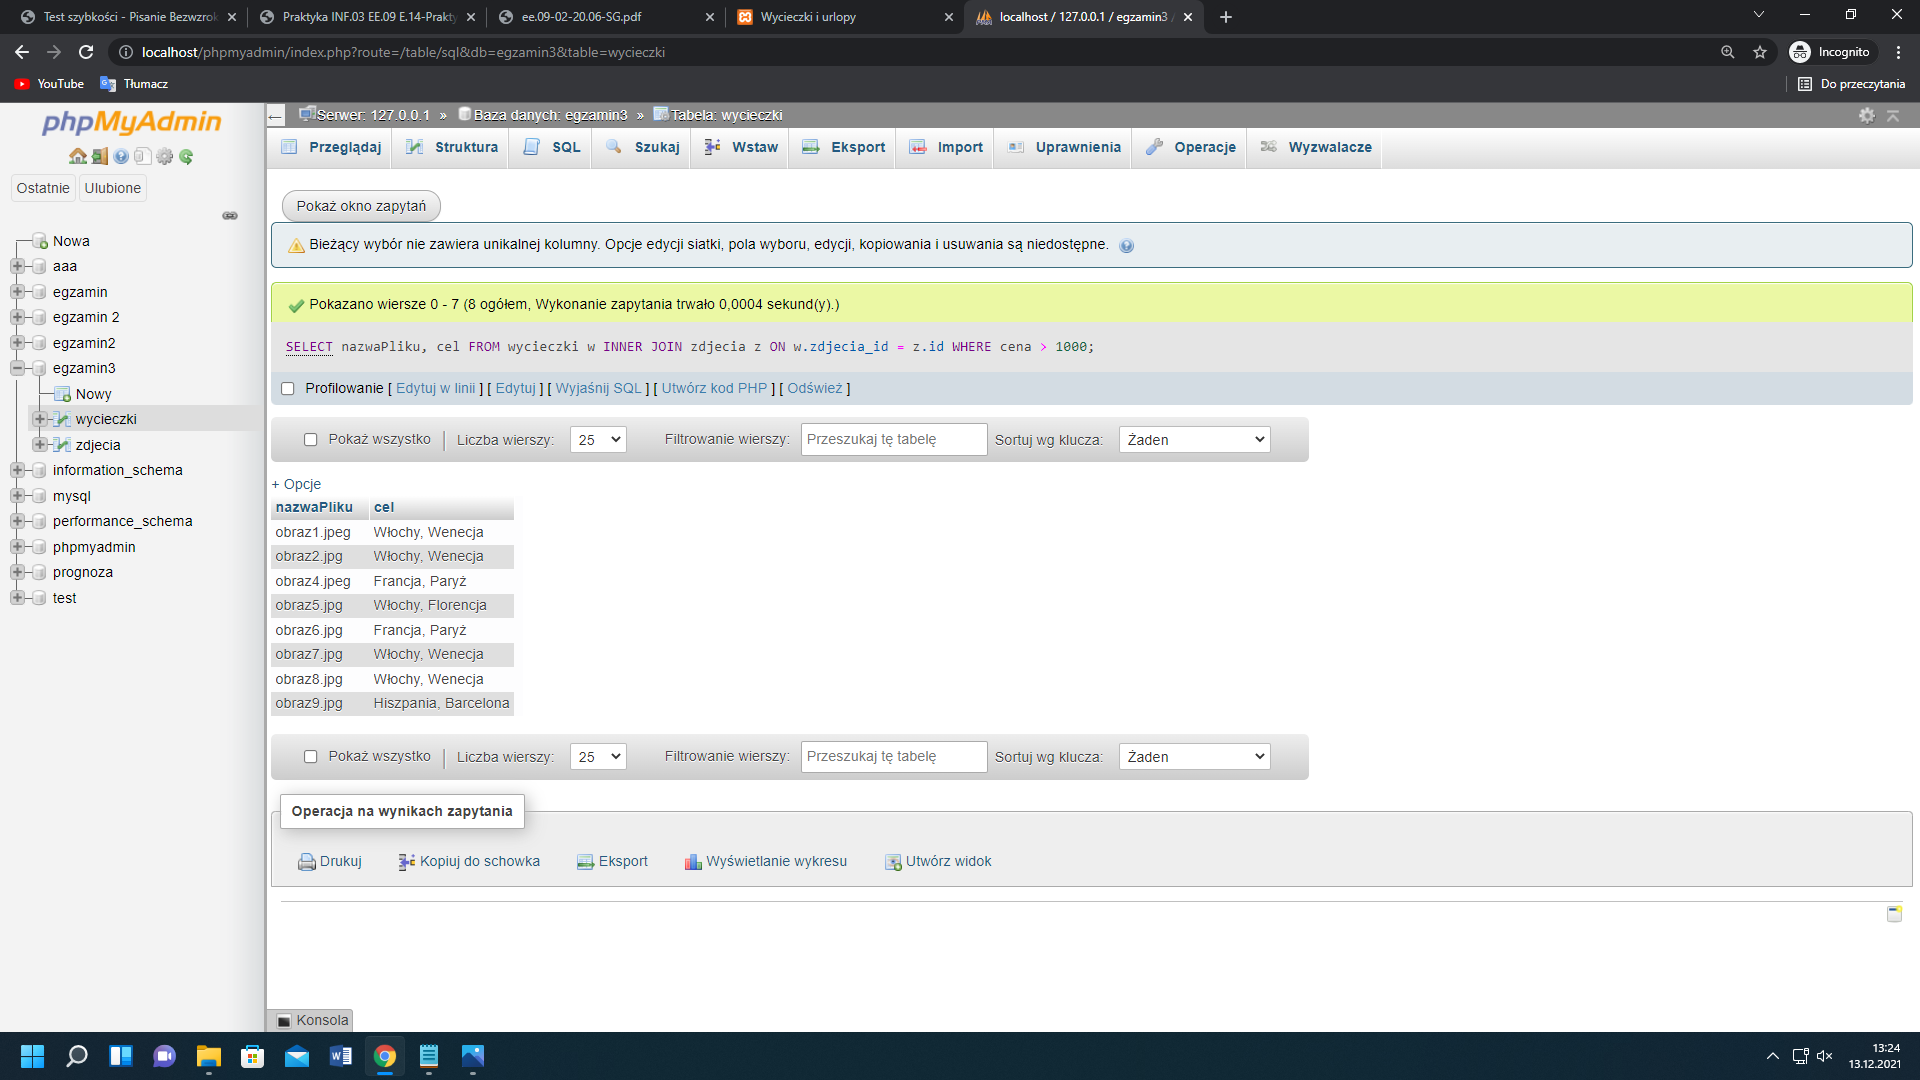 Test szybkości - Pisanie Bezwzrok
Praktyka INF.03 EE.09 E.14-Prakty
ee.09-02-20.06-SG.pdf
Wycieczki i urlopy
localhost / 127.0.0.1 / egzamin3 /
localhost/phpmyadmin/index.php?route=/table/sql&db=egzamin3&table=wycieczki
Incognito
YouTube
Tłumacz
Do przeczytania
phpMyAdmin
Ostatnie
Ulubione
Nowa
aaa
egzamin
egzamin 2
egzamin2
egzamin3
Nowy
wycieczki
zdjecia
information_schema
mysql
performance_schema
phpmyadmin
prognoza
test
Serwer: 127.0.0.1 » Baza danych: egzamin3 » Tabela: wycieczki
Przeglądaj
Struktura
SQL
Szukaj
Wstaw
Eksport
Import
Uprawnienia
Operacje
Wyzwalacze
Pokaż okno zapytań
Bieżący wybór nie zawiera unikalnej kolumny. Opcje edycji siatki, pola wyboru, edycji, kopiowania i usuwania są niedostępne.
Pokazano wiersze 0 - 7 (8 ogółem, Wykonanie zapytania trwało 0,0004 sekund(y).)
SELECT nazwaPliku, cel FROM wycieczki w INNER JOIN zdjecia z ON w.zdjecia_id = z.id WHERE cena > 1000;
Profilowanie [ Edytuj w linii ] [ Edytuj ] [ Wyjaśnij SQL ] [ Utwórz kod PHP ] [ Odśwież ]
Pokaż wszystko | Liczba wierszy: 25 Filtrowanie wierszy: Przeszukaj tę tabelę Sortuj wg klucza: Żaden
+ Opcje
nazwaPliku cel
obraz1.jpeg Włochy, Wenecja
obraz2.jpg Włochy, Wenecja
obraz4.jpeg Francja, Paryż
obraz5.jpg Włochy, Florencja
obraz6.jpg Francja, Paryż
obraz7.jpg Włochy, Wenecja
obraz8.jpg Włochy, Wenecja
obraz9.jpg Hiszpania, Barcelona
Pokaż wszystko | Liczba wierszy: 25 Filtrowanie wierszy: Przeszukaj tę tabelę Sortuj wg klucza: Żaden
Operacja na wynikach zapytania
Drukuj
Kopiuj do schowka
Eksport
Wyświetlanie wykresu
Utwórz widok
Konsola
13:24
13.12.2021